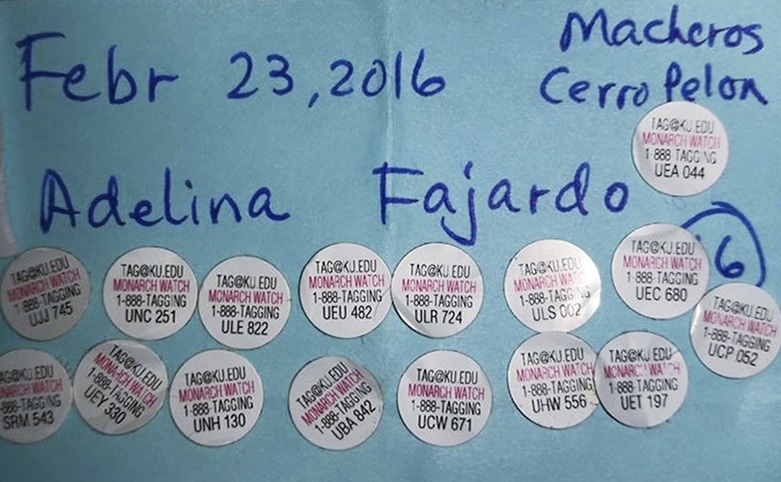 Febr 23, 2016
Macheros
Cerro Pelon
TAG@KU.EDU
MONARCH WATCH
1-888-TAGGING
UEA 044
Adelina Fajardo
16
TAG@KU.EDU
MONARCH WATCH
1-888-TAGGING
UJJ 745
TAG@KU.EDU
MONARCH WATCH
1-888-TAGGING
UNC 251
TAG@KU.EDU
MONARCH WATCH
1-888-TAGGING
ULE 822
TAG@KU.EDU
MONARCH WATCH
1-888-TAGGING
UEU 482
TAG@KU.EDU
MONARCH WATCH
1-888-TAGGING
ULR 724
TAG@KU.EDU
MONARCH WATCH
1-888-TAGGING
ULS 002
TAG@KU.EDU
MONARCH WATCH
1-888-TAGGING
UEC 680
TAG@KU.EDU
MONARCH WATCH
1-888-TAGGING
UCP 052
TAG@KU.EDU
MONARCH WATCH
1-888-TAGGING
SRM 543
TAG@KU.EDU
MONARCH WATCH
1-888-TAGGING
UEY 330
TAG@KU.EDU
MONARCH WATCH
1-888-TAGGING
UNH 130
TAG@KU.EDU
MONARCH WATCH
1-888-TAGGING
UBA 842
TAG@KU.EDU
MONARCH WATCH
1-888-TAGGING
UCW 671
TAG@KU.EDU
MONARCH WATCH
1-888-TAGGING
UHW 556
TAG@KU.EDU
MONARCH WATCH
1-888-TAGGING
UET 197